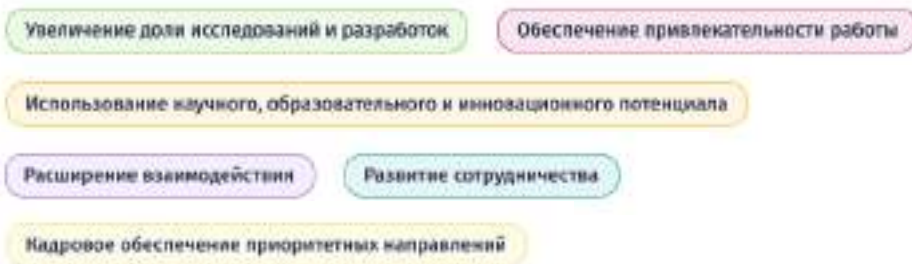 Увеличение доли исследований и разработок
Обеспечение привлекательности работы
Использование научного, образовательного и инновационного потенциала
Расширение взаимодействия
Развитие сотрудничества
Кадровое обеспечение приоритетных направлений